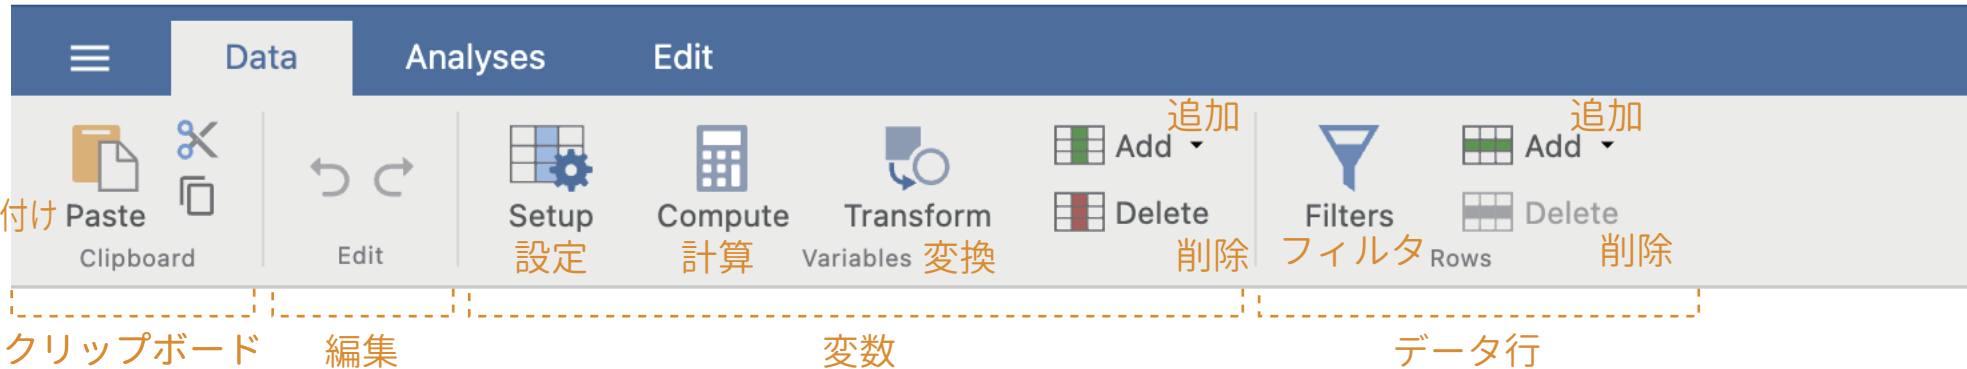 Data Analyses Edit
追加 追加
Add Add
付け Paste Setup Compute Transform Delete Filters Delete
Clipboard Edit 設定 計算 Variables 変換 削除 フィルタ Rows 削除
クリップボード 編集 変数 データ行